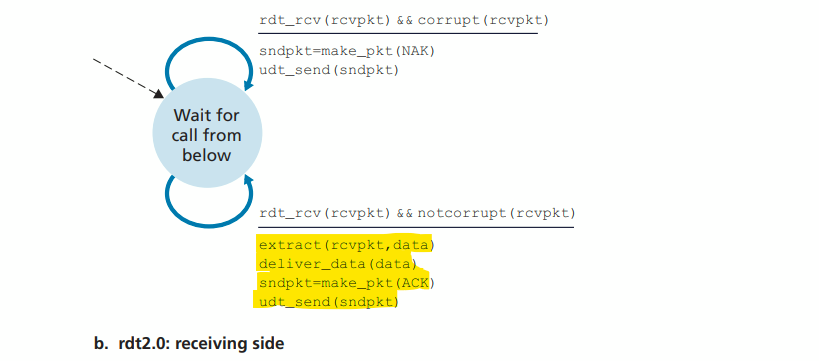 rdt_rcv(rcvpkt) && corrupt(rcvpkt)
sndpkt=make_pkt(NAK)
udt_send(sndpkt)
Wait for
call from
below
rdt_rcv(rcvpkt) && notcorrupt(rcvpkt)
extract(rcvpkt,data)
deliver_data(data)
sndpkt=make_pkt(ACK)
udt_send(sndpkt)
b. rdt2.0: receiving side